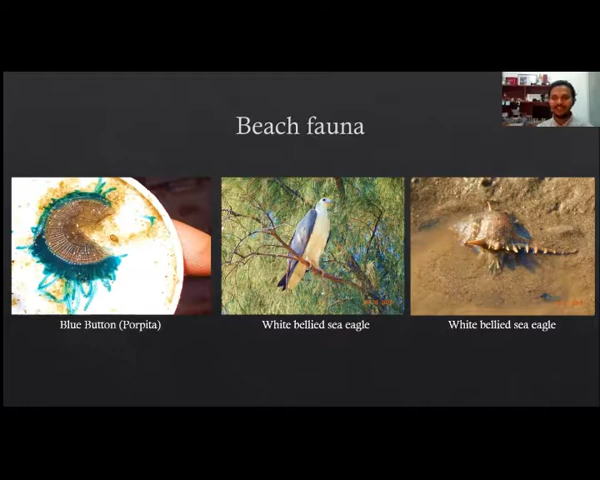 Beach fauna
Blue Button (Porpita)
White bellied sea eagle
White bellied sea eagle